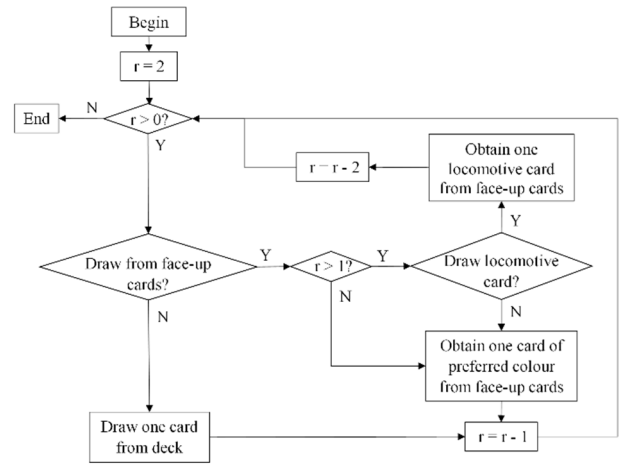 Begin
r = 2
N
End
r > 0?
Y
r = r - 2
Obtain one
locomotive card
from face-up cards
Y
Draw from face-up
cards?
Y
r > 1?
Y
Draw locomotive
card?
N
N
N
Obtain one card of
preferred colour
from face-up cards
Draw one card
from deck
r = r - 1